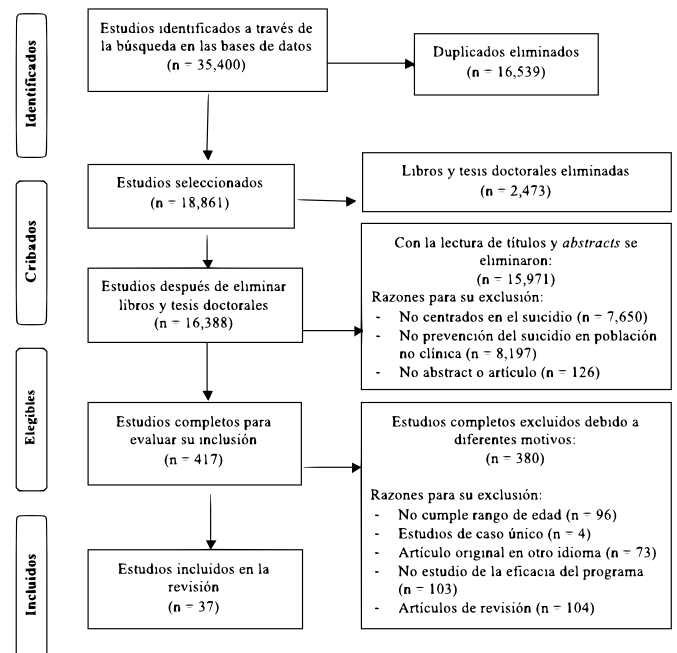 Identificados
Estudios identificados a través de
la búsqueda en las bases de datos
(n = 35,400)
Duplicados eliminados
(n = 16,539)
Cribados
Estudios seleccionados
(n = 18,861)
Libros y tesis doctorales eliminadas
(n = 2,473)
Estudios después de eliminar
libros y tesis doctorales
(n = 16,388)
Con la lectura de títulos y abstracts se
eliminaron:
(n = 15,971)
Razones para su exclusión:
- No centrados en el suicidio (n = 7,650)
- No prevención del suicidio en población
no clínica (n = 8,197)
- No abstract o artículo (n = 126)
Elegibles
Estudios completos para
evaluar su inclusión
(n = 417)
Estudios completos excluidos debido a
diferentes motivos:
(n = 380)
Razones para su exclusión:
- No cumple rango de edad (n = 96)
- Estudios de caso único (n = 4)
- Artículo original en otro idioma (n = 73)
- No estudio de la eficacia del programa
(n = 103)
- Artículos de revisión (n = 104)
Incluidos
Estudios incluidos en la
revisión
(n = 37)